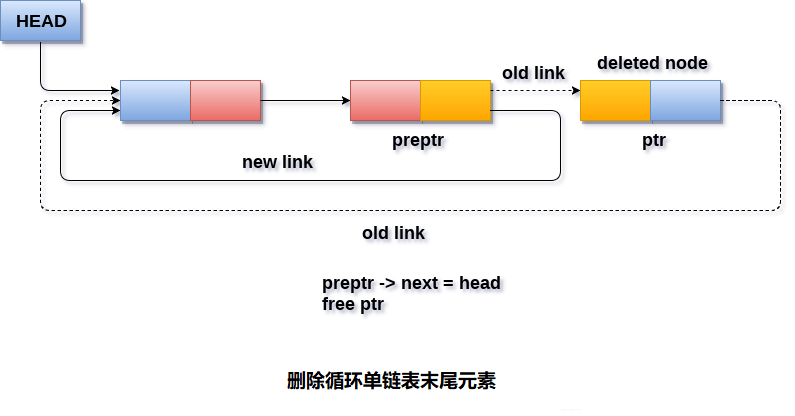 HEAD
deleted node
old link
preptr
ptr
new link
old link
preptr -> next = head
free ptr
删除循环单链表末尾元素